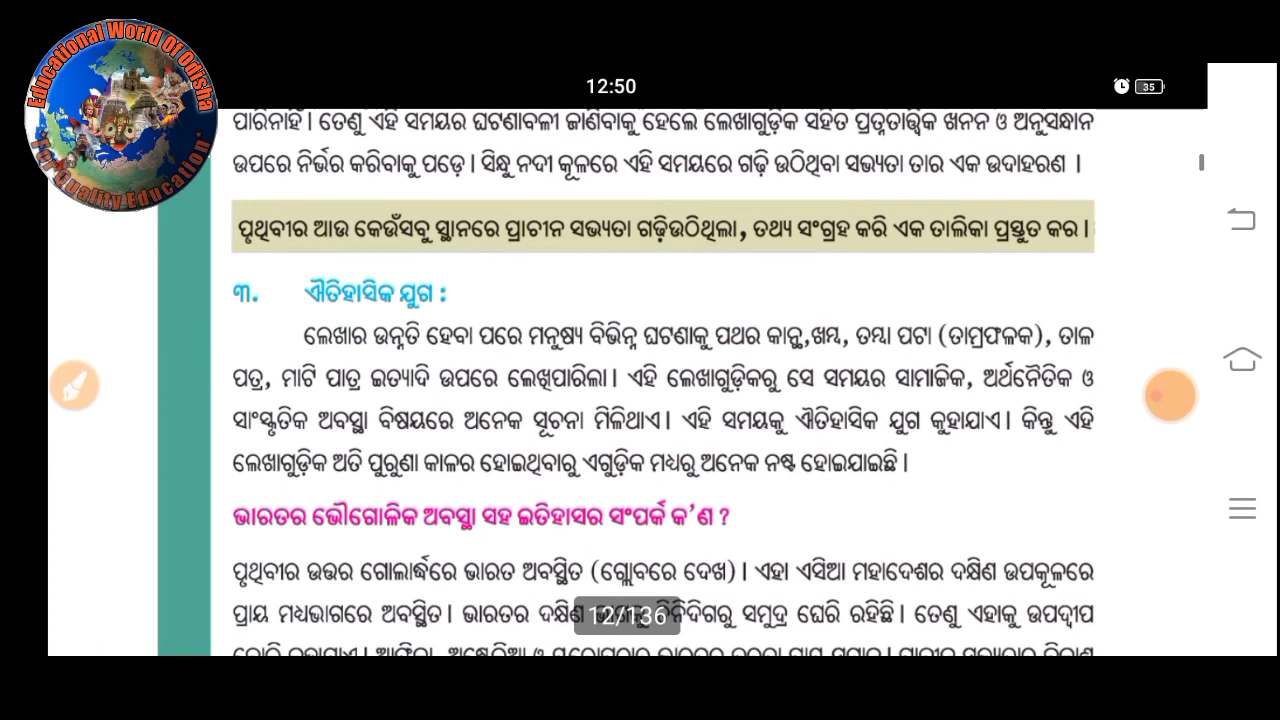 Educational World Of Odisha
For Quality Education
12:50
35
ପାରିନାହିଁ। ତେଣୁ ଏହି ସମୟର ଘଟଣାବଳୀ ଜାଣିବାକୁ ହେଲେ ଲେଖାଗୁଡ଼ିକ ସହିତ ପ୍ରତ୍ନତାତ୍ତ୍ୱିକ ଖନନ ଓ ଅନୁସନ୍ଧାନ
ଉପରେ ନିର୍ଭର କରିବାକୁ ପଡ଼େ। ସିନ୍ଧୁ ନଦୀ କୂଳରେ ଏହି ସମୟରେ ଗଢ଼ି ଉଠିଥିବା ସଭ୍ୟତା ତାର ଏକ ଉଦାହରଣ ।
ପୃଥିବୀର ଆଉ କେଉଁସବୁ ସ୍ଥାନରେ ପ୍ରାଚୀନ ସଭ୍ୟତା ଗଢ଼ିଉଠିଥିଲା, ତଥ୍ୟ ସଂଗ୍ରହ କରି ଏକ ତାଲିକା ପ୍ରସ୍ତୁତ କର।
୩. ଐତିହାସିକ ଯୁଗ :
ଲେଖାର ଉନ୍ନତି ହେବା ପରେ ମନୁଷ୍ୟ ବିଭିନ୍ନ ଘଟଣାକୁ ପଥର କାନ୍ଥ,ଖମ୍ବ, ତମ୍ବା ପଟା (ତାମ୍ରଫଳକ), ତାଳ
ପତ୍ର, ମାଟି ପାତ୍ର ଇତ୍ୟାଦି ଉପରେ ଲେଖିପାରିଲା। ଏହି ଲେଖାଗୁଡ଼ିକରୁ ସେ ସମୟର ସାମାଜିକ, ଅର୍ଥନୈତିକ ଓ
ସାଂସ୍କୃତିକ ଅବସ୍ଥା ବିଷୟରେ ଅନେକ ସୂଚନା ମିଳିଥାଏ। ଏହି ସମୟକୁ ଐତିହାସିକ ଯୁଗ କୁହାଯାଏ। କିନ୍ତୁ ଏହି
ଲେଖାଗୁଡ଼ିକ ଅତି ପୁରୁଣା କାଳର ହୋଇଥିବାରୁ ଏଗୁଡ଼ିକ ମଧ୍ୟରୁ ଅନେକ ନଷ୍ଟ ହୋଇଯାଇଛି।
ଭାରତର ଭୌଗୋଳିକ ଅବସ୍ଥା ସହ ଇତିହାସର ସଂପର୍କ କ'ଣ ?
ପୃଥିବୀର ଉତ୍ତର ଗୋଲାର୍ଦ୍ଧରେ ଭାରତ ଅବସ୍ଥିତ (ଗ୍ଲୋବରେ ଦେଖ)। ଏହା ଏସିଆ ମହାଦେଶର ଦକ୍ଷିଣ ଉପକୂଳରେ
ପ୍ରାୟ ମଧ୍ୟଭାଗରେ ଅବସ୍ଥିତ। ଭାରତର ଦକ୍ଷିଣ ସମୁଦ୍ର ଘେରି ରହିଛି। ତେଣୁ ଏହାକୁ ଉପଦ୍ୱୀପ
12/136